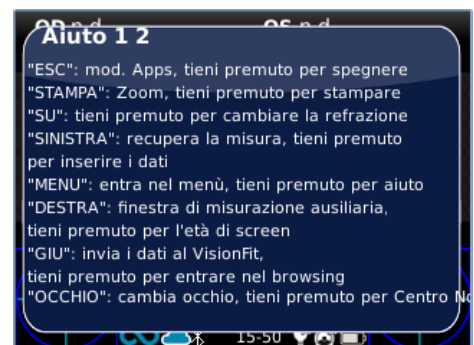 OD n.d. OS n.d.
Aiuto 1 2
"ESC": mod. Apps, tieni premuto per spegnere
"STAMPA": Zoom, tieni premuto per stampare
"SU": tieni premuto per cambiare la refrazione
"SINISTRA": recupera la misura, tieni premuto
per inserire i dati
"MENU": entra nel menù, tieni premuto per aiuto
"DESTRA": finestra di misurazione ausiliaria,
tieni premuto per l'età di screen
"GIU": invia i dati al VisionFit,
tieni premuto per entrare nel browsing
"OCCHIO": cambia occhio, tieni premuto per Centro
15-50